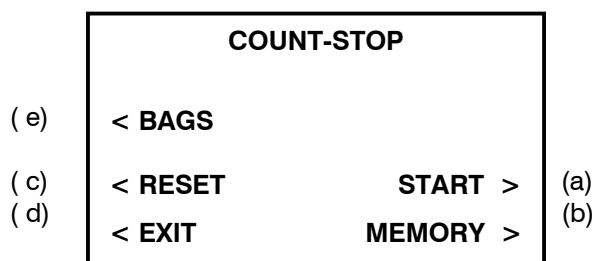 COUNT-STOP
( e) < BAGS
( c) < RESET START > (a)
( d) < EXIT MEMORY > (b)